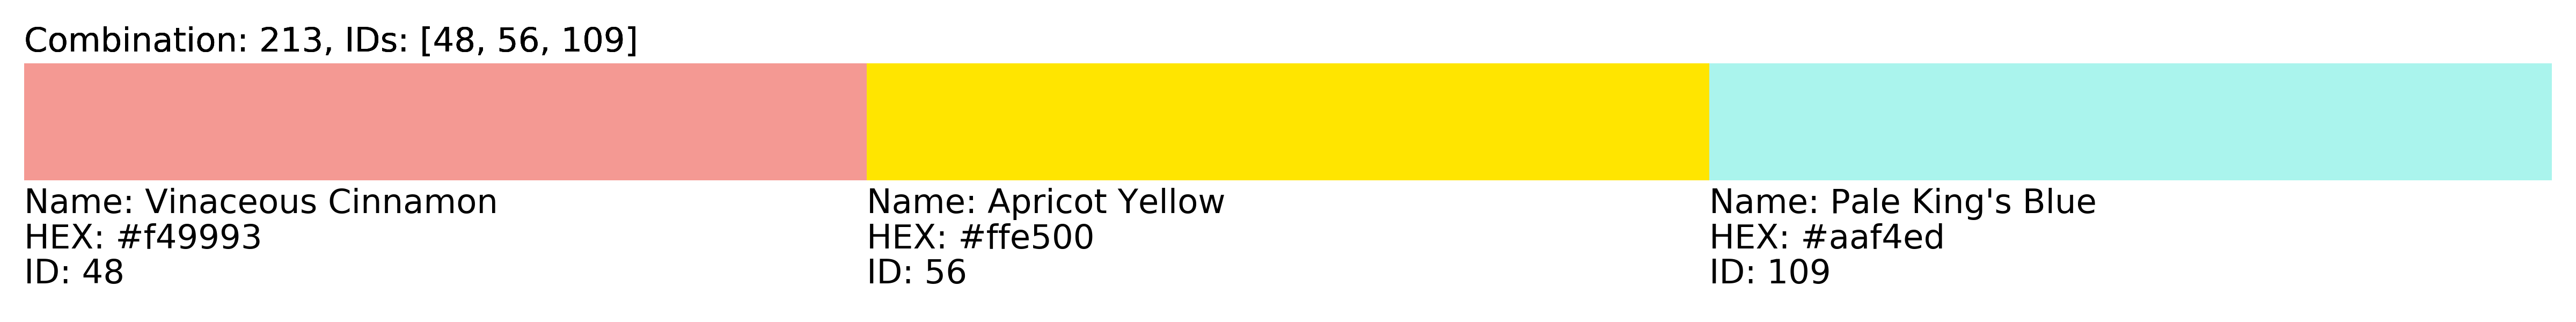 Combination: 213, IDs: [48, 56, 109]
Name: Vinaceous Cinnamon
HEX: #f49993
ID: 48
Name: Apricot Yellow
HEX: #ffe500
ID: 56
Name: Pale King's Blue
HEX: #aaf4ed
ID: 109